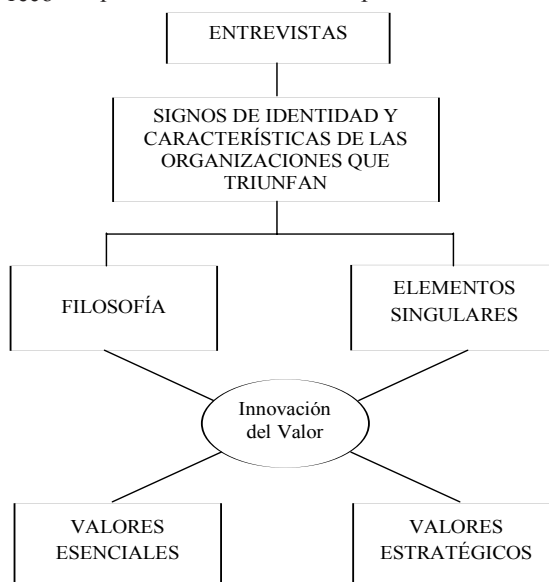 ENTREVISTAS
SIGNOS DE IDENTIDAD Y
CARACTERÍSTICAS DE LAS
ORGANIZACIONES QUE
TRIUNFAN
FILOSOFÍA
ELEMENTOS
SINGULARES
Innovación
del Valor
VALORES
ESENCIALES
VALORES
ESTRATÉGICOS